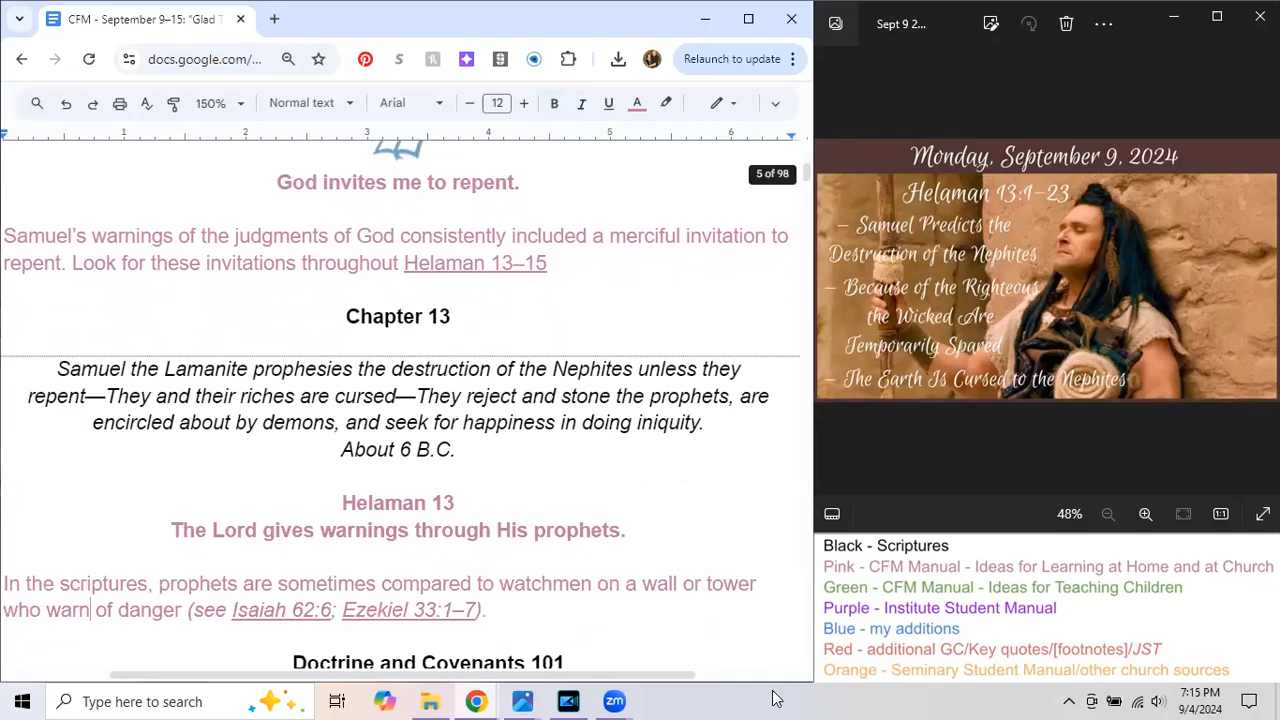 CFM - September 9–15: “Glad T
docs.google.com/...
Relaunch to update
150%
Normal text
Arial
12
B I U A
1 2 3 4 5 6
5 of 98
God invites me to repent.
Samuel’s warnings of the judgments of God consistently included a merciful invitation to
repent. Look for these invitations throughout Helaman 13–15
Chapter 13
Samuel the Lamanite prophesies the destruction of the Nephites unless they
repent—They and their riches are cursed—They reject and stone the prophets, are
encircled about by demons, and seek for happiness in doing iniquity.
About 6 B.C.
Helaman 13
The Lord gives warnings through His prophets.
In the scriptures, prophets are sometimes compared to watchmen on a wall or tower
who warn of danger (see Isaiah 62:6; Ezekiel 33:1–7).
Doctrine and Covenants 101
Sept 9 2...
Monday, September 9, 2024
Helaman 13:1–23
– Samuel Predicts the
Destruction of the Nephites
– Because of the Righteous
the Wicked Are
Temporarily Spared
– The Earth Is Cursed to the Nephites
48%
1:1
Black - Scriptures
Pink - CFM Manual - Ideas for Learning at Home and at Church
Green - CFM Manual - Ideas for Teaching Children
Purple - Institute Student Manual
Blue - my additions
Red - additional GC/Key quotes/[footnotes]/JST
Orange - Seminary Student Manual/other church sources
Type here to search
zm
7:15 PM
9/4/2024